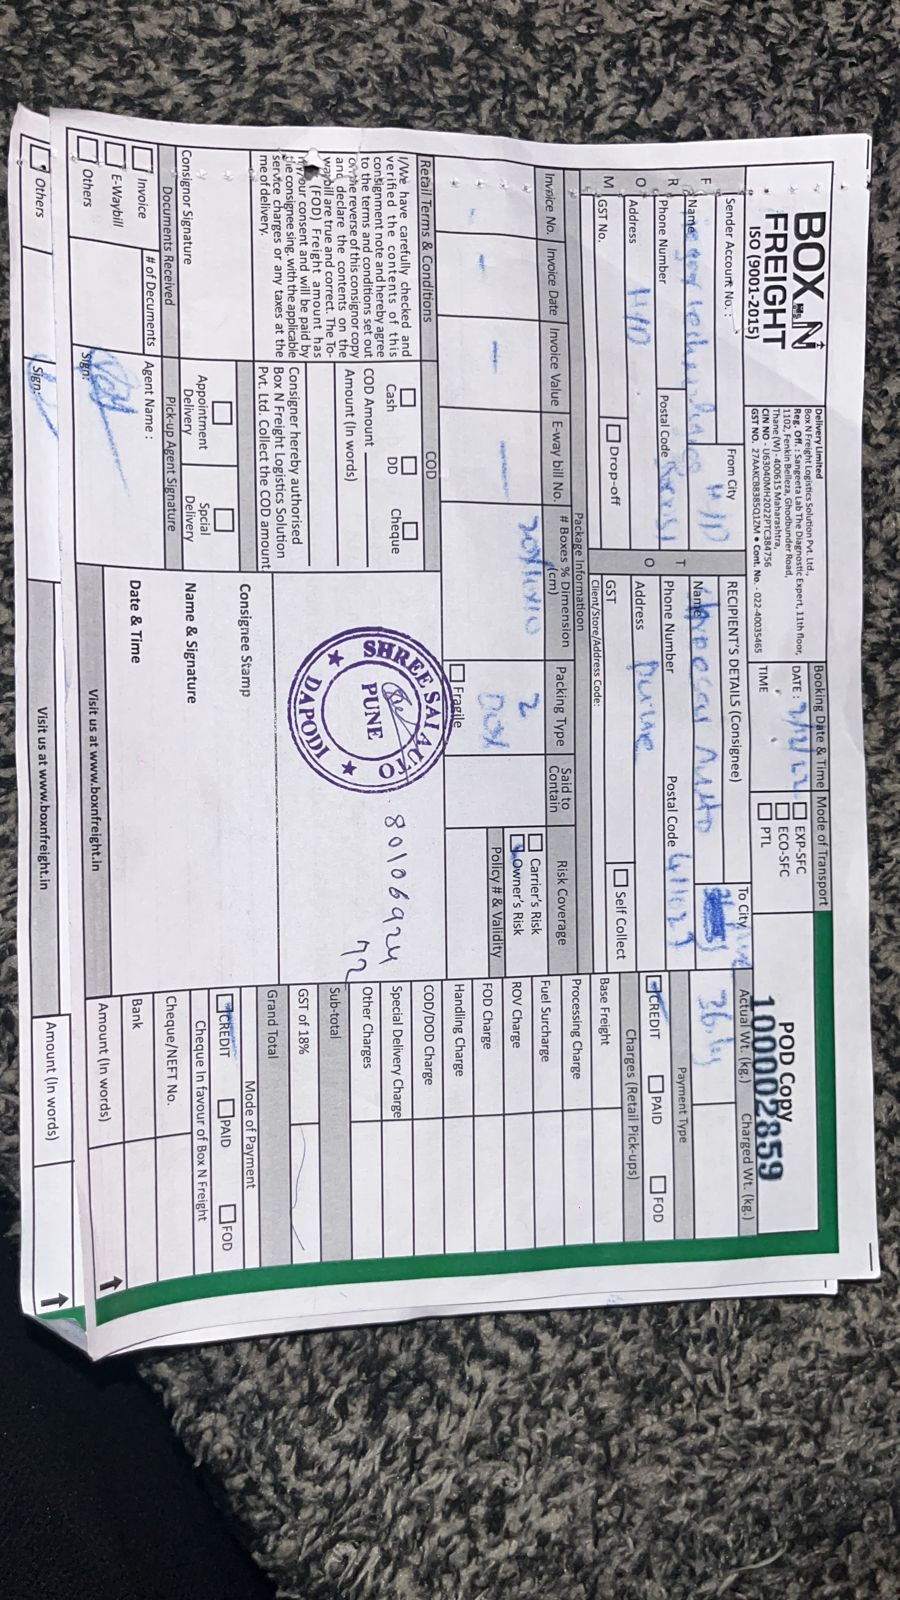 BOX N
FREIGHT
ISO (9001-2015)
Delivery Limited
Box N Freight Logistics Solution Pvt. Ltd.,
Reg. Off. : Sangeeta Lab The Diagnostic Expert, 11th floor,
1102, Fenkin Belleza, Ghodbunder Road,
Thane (W) - 400615 Maharashtra,
CIN NO - U63040MH2022PTC384756
GST NO. 27AAKCB8385Q1ZM • Cont. No. - 022-40035465
Booking Date & Time
DATE : 2/12/22
TIME
Mode of Transport
EXP-SFC
ECO-SFC
PTL
POD Copy
100002859
Sender Account No. :
From City
H/D
FROM
Name
Phone Number
Postal Code
Address H/D
GST No.
Drop-off
TO
RECIPIENT'S DETAILS (Consignee)
To City
Name Auto
Phone Number
Postal Code 411027
Address Pune
GST
Self Collect
Client/Store/Address Code:
Actual Wt. (kg.)
36 kg
Charged Wt. (kg.)
Payment Type
CREDIT
PAID
FOD
Charges (Retail Pick-ups)
Base Freight
Processing Charge
Fuel Surcharge
ROV Charge
FOD Charge
Handling Charge
COD/DOD Charge
Special Delivery Charge
Other Charges
Sub-total
GST of 18%
Grand Total
Package Informatioon
Invoice No.
Invoice Date
Invoice Value
E-way bill No.
# Boxes % Dimension
(cm)
Packing Type
2
Box
Fragile
Said to
Contain
Risk Coverage
Carrier's Risk
Owner's Risk
Policy # & Validity
Retail Terms & Conditions
I/We have carefully checked and
verified the contents of this
consignment note and hereby agree
to the terms and conditions set out
on the reverse of this consignor copy
and declare the contents on the
waybill are true and correct. The To-
(FOD) Freight amount has
my/our consent and will be paid by
the consignee sing. with the applicable
service charges or any taxes at the
me of delivery.
Consignor Signature
COD
Cash
DD
Cheque
COD Amount
Amount (In words)
Consigner hereby authorised
Box N Freight Logistics Solution
Pvt. Ltd. Collect the COD amount
Appointment
Delivery
Spcial
Delivery
SHREE SAI AUTO
PUNE
★ DAPODI ★
80106924
72
Consignee Stamp
Name & Signature
Date & Time
Visit us at www.boxnfreight.in
Documents Received
Invoice
E-Waybill
Others
# of Documents
Pick-up Agent Signature
Agent Name :
Sign:
Mode of Payment
CREDIT
PAID
FOD
Cheque In favour of Box N Freight
Cheque/NEFT No.
Bank
Amount (In words)
Others
Sign:
Visit us at www.boxnfreight.in
Amount (In words)